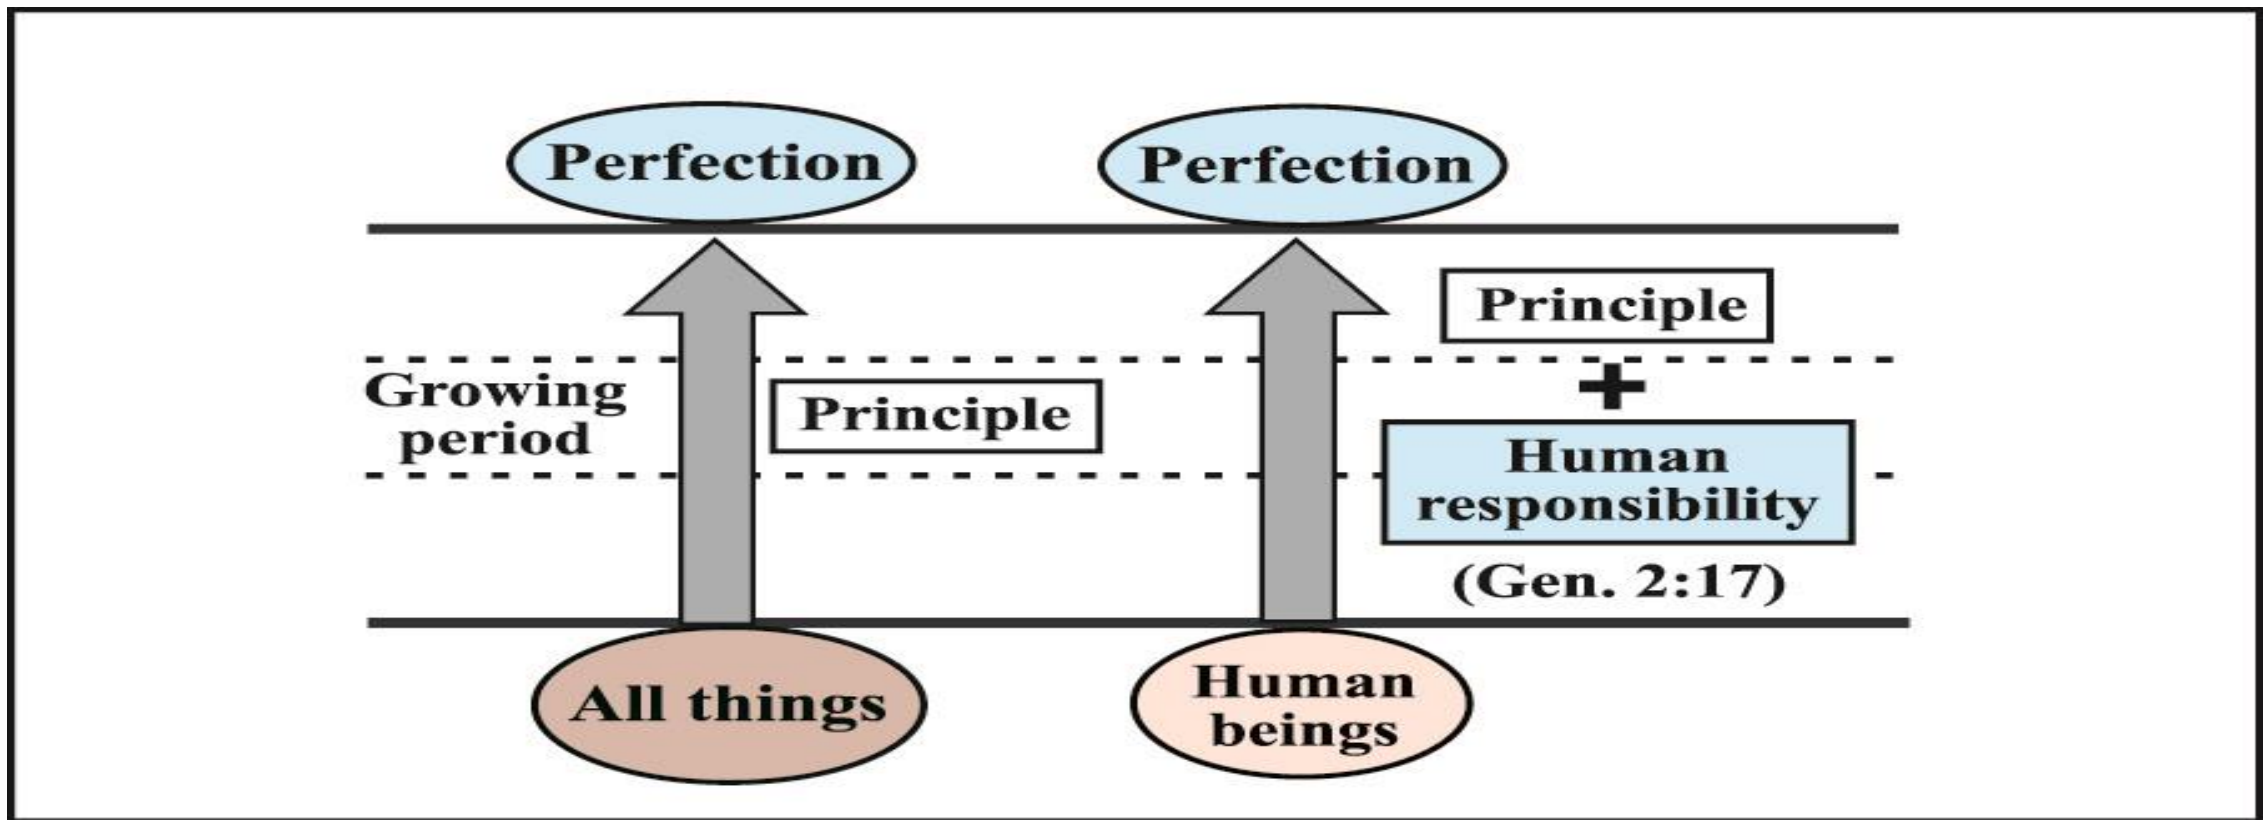 Perfection
Perfection
Principle
Growing
period
Principle
+
Human
responsibility
(Gen. 2:17)
All things
Human
beings